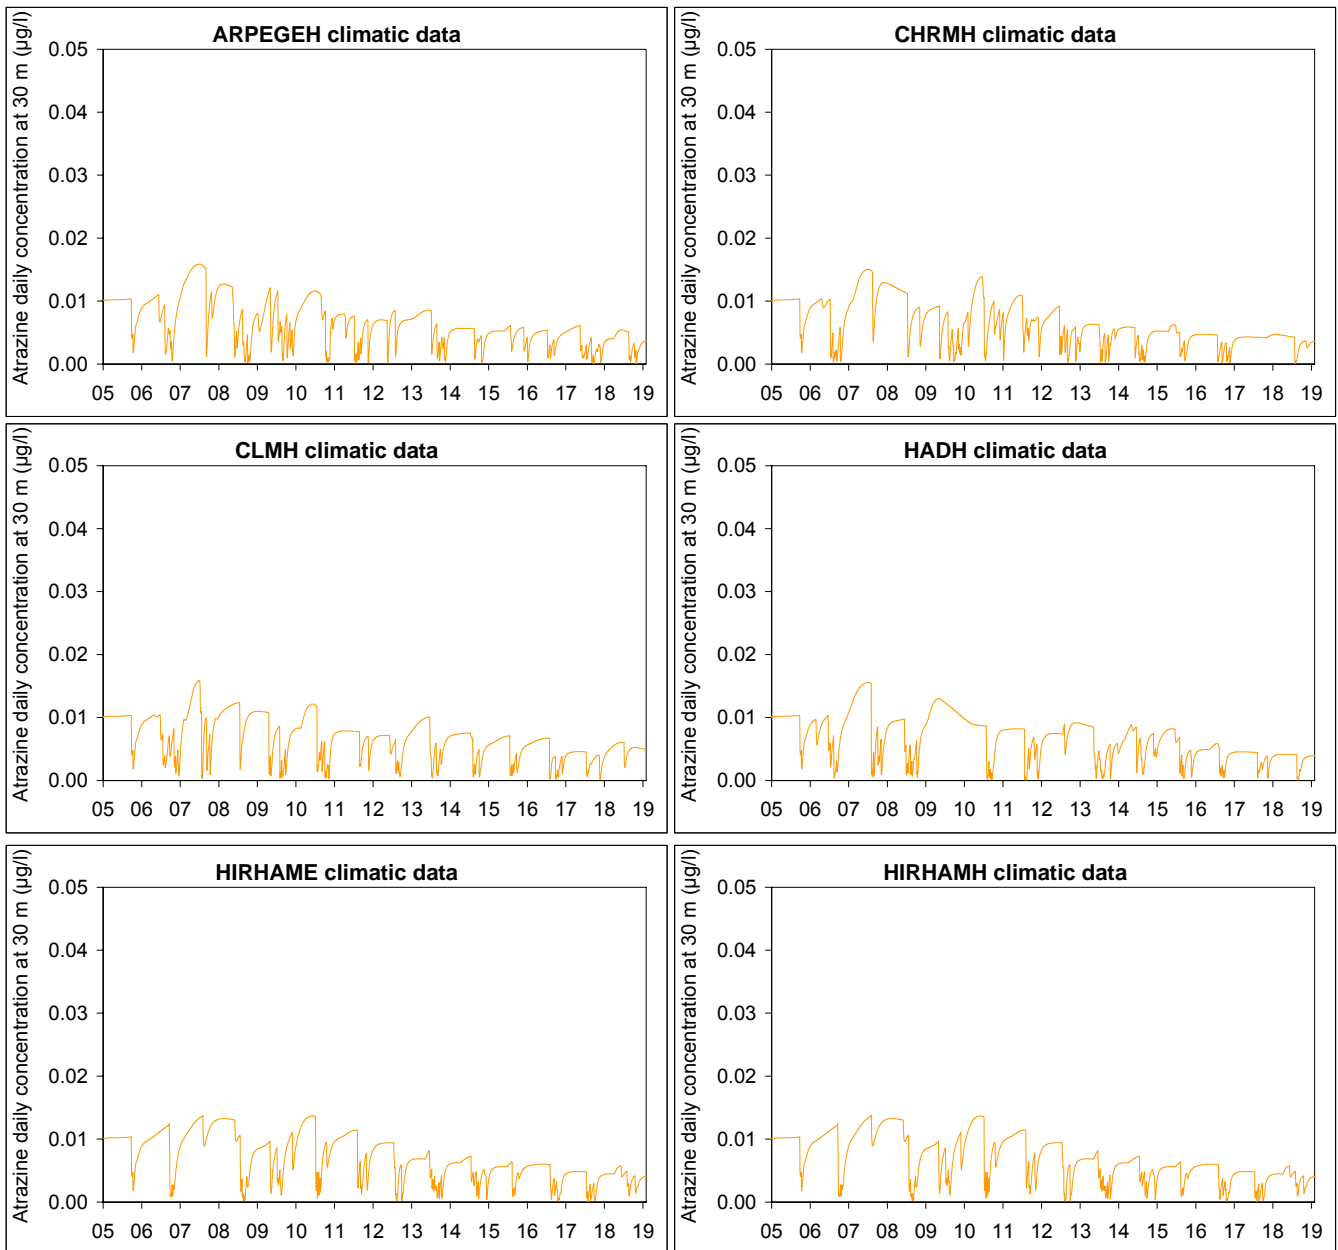 ARPEGEH climatic data
Atrazine daily concentration at 30 m (µg/l)
0.05
0.04
0.03
0.02
0.01
0.00
05 06 07 08 09 10 11 12 13 14 15 16 17 18 19
CHRMH climatic data
Atrazine daily concentration at 30 m (µg/l)
0.05
0.04
0.03
0.02
0.01
0.00
05 06 07 08 09 10 11 12 13 14 15 16 17 18 19
CLMH climatic data
Atrazine daily concentration at 30 m (µg/l)
0.05
0.04
0.03
0.02
0.01
0.00
05 06 07 08 09 10 11 12 13 14 15 16 17 18 19
HADH climatic data
Atrazine daily concentration at 30 m (µg/l)
0.05
0.04
0.03
0.02
0.01
0.00
05 06 07 08 09 10 11 12 13 14 15 16 17 18 19
HIRHAME climatic data
Atrazine daily concentration at 30 m (µg/l)
0.05
0.04
0.03
0.02
0.01
0.00
05 06 07 08 09 10 11 12 13 14 15 16 17 18 19
HIRHAMH climatic data
Atrazine daily concentration at 30 m (µg/l)
0.05
0.04
0.03
0.02
0.01
0.00
05 06 07 08 09 10 11 12 13 14 15 16 17 18 19